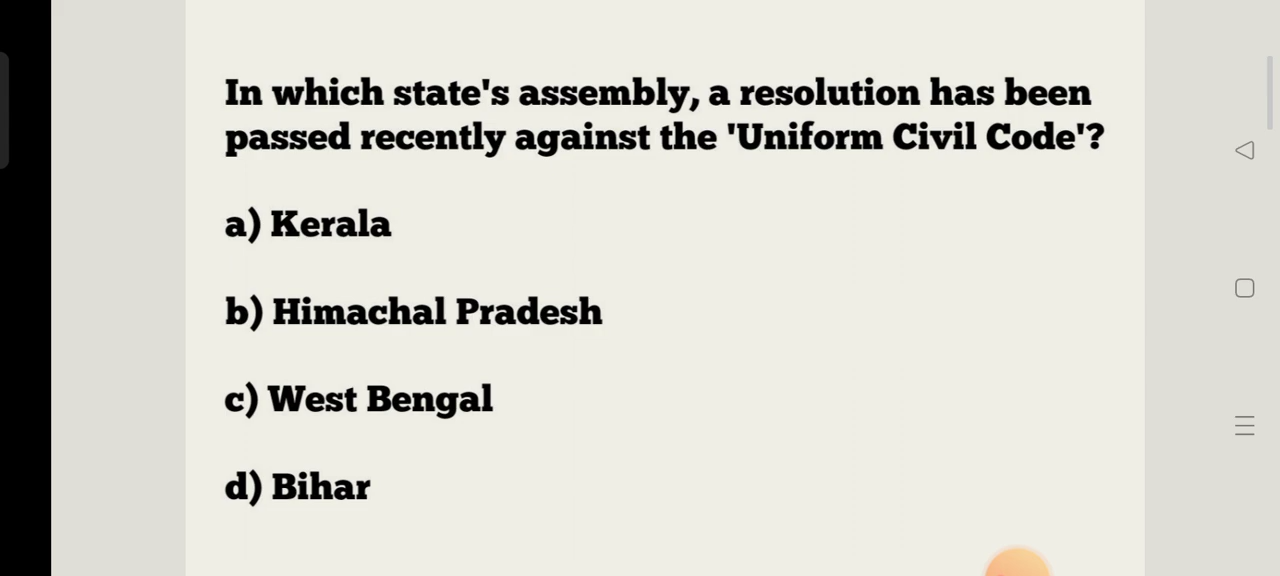 In which state's assembly, a resolution has been
passed recently against the 'Uniform Civil Code'?
a) Kerala
b) Himachal Pradesh
c) West Bengal
d) Bihar